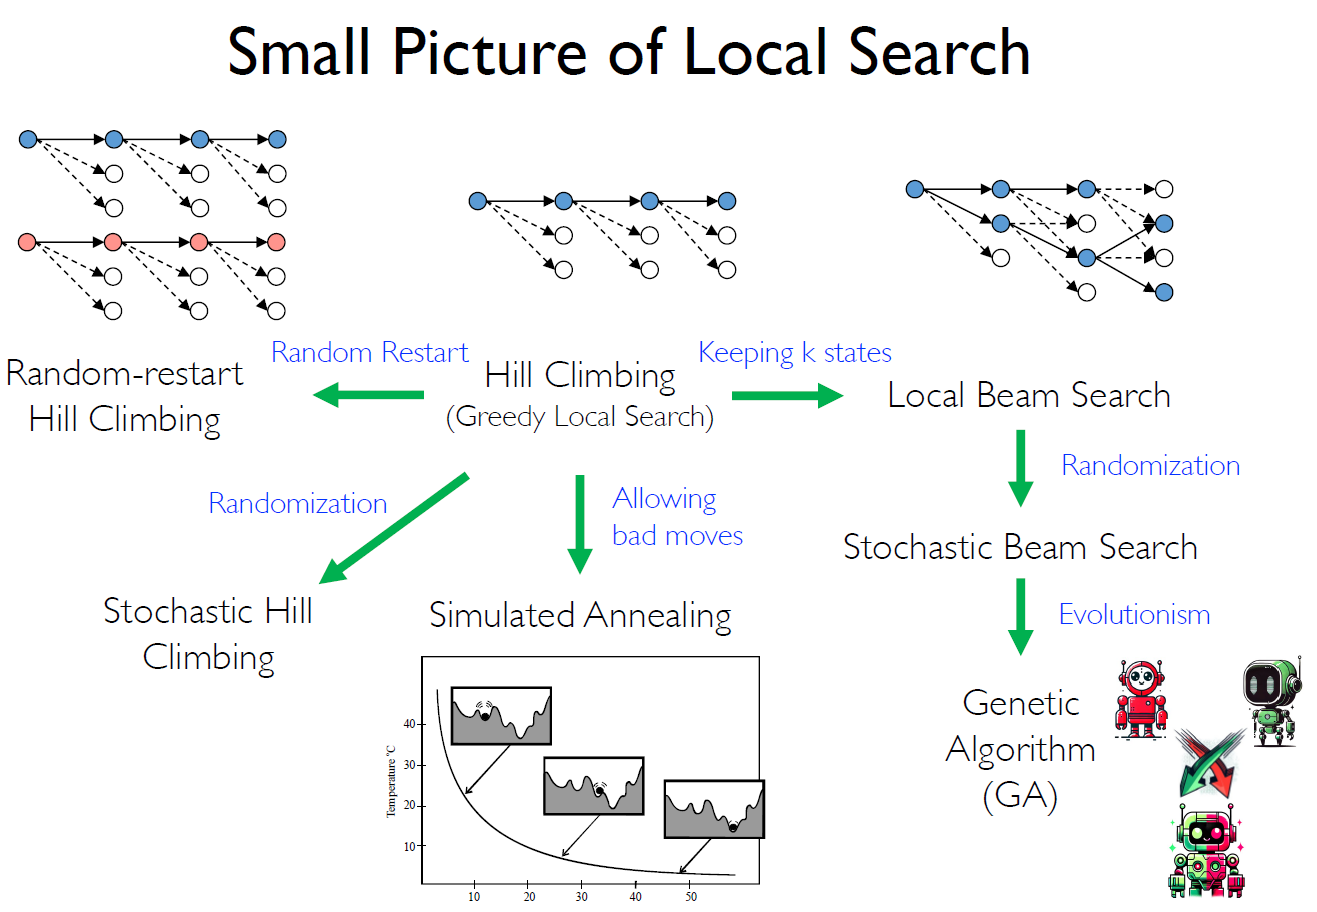 Small Picture of Local Search
Random Restart
Keeping k states
Random-restart
Hill Climbing
Hill Climbing
(Greedy Local Search)
Local Beam Search
Randomization
Allowing
bad moves
Randomization
Stochastic Beam Search
Stochastic Hill
Climbing
Simulated Annealing
Evolutionism
Genetic
Algorithm
(GA)
Temperature °C
40
30
20
10
10 20 30 40 50